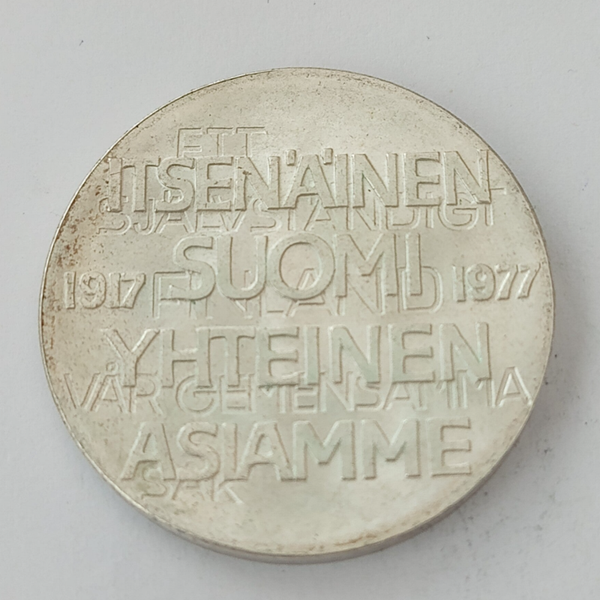 ETT
ITSENÄINEN
SJÄLVSTÄNDIGT
SUOMI
1917 FINLAND 1977
YHTEINEN
VÅR GEMENSAMMA
ASIAMME
SAK